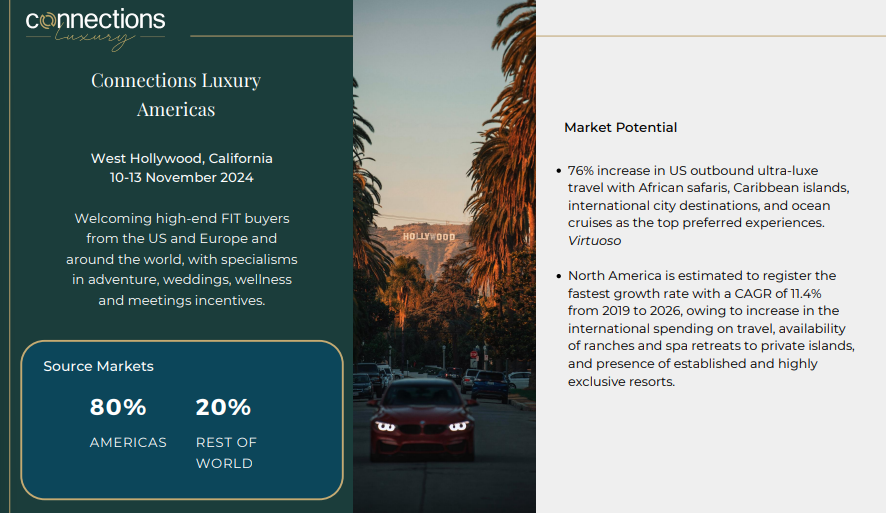 connections
luxury
Connections Luxury
Americas
West Hollywood, California
10-13 November 2024
Welcoming high-end FIT buyers
from the US and Europe and
around the world, with specialisms
in adventure, weddings, wellness
and meetings incentives.
Source Markets
80%
AMERICAS
20%
REST OF
WORLD
HOLLYWOOD
Market Potential
• 76% increase in US outbound ultra-luxe
travel with African safaris, Caribbean islands,
international city destinations, and ocean
cruises as the top preferred experiences.
Virtuoso
• North America is estimated to register the
fastest growth rate with a CAGR of 11.4%
from 2019 to 2026, owing to increase in the
international spending on travel, availability
of ranches and spa retreats to private islands,
and presence of established and highly
exclusive resorts.